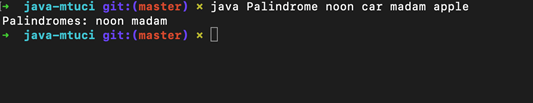 ➜ java-mtuci git:(master) × java Palindrome noon car madam apple
Palindromes: noon madam
➜ java-mtuci git:(master) ×